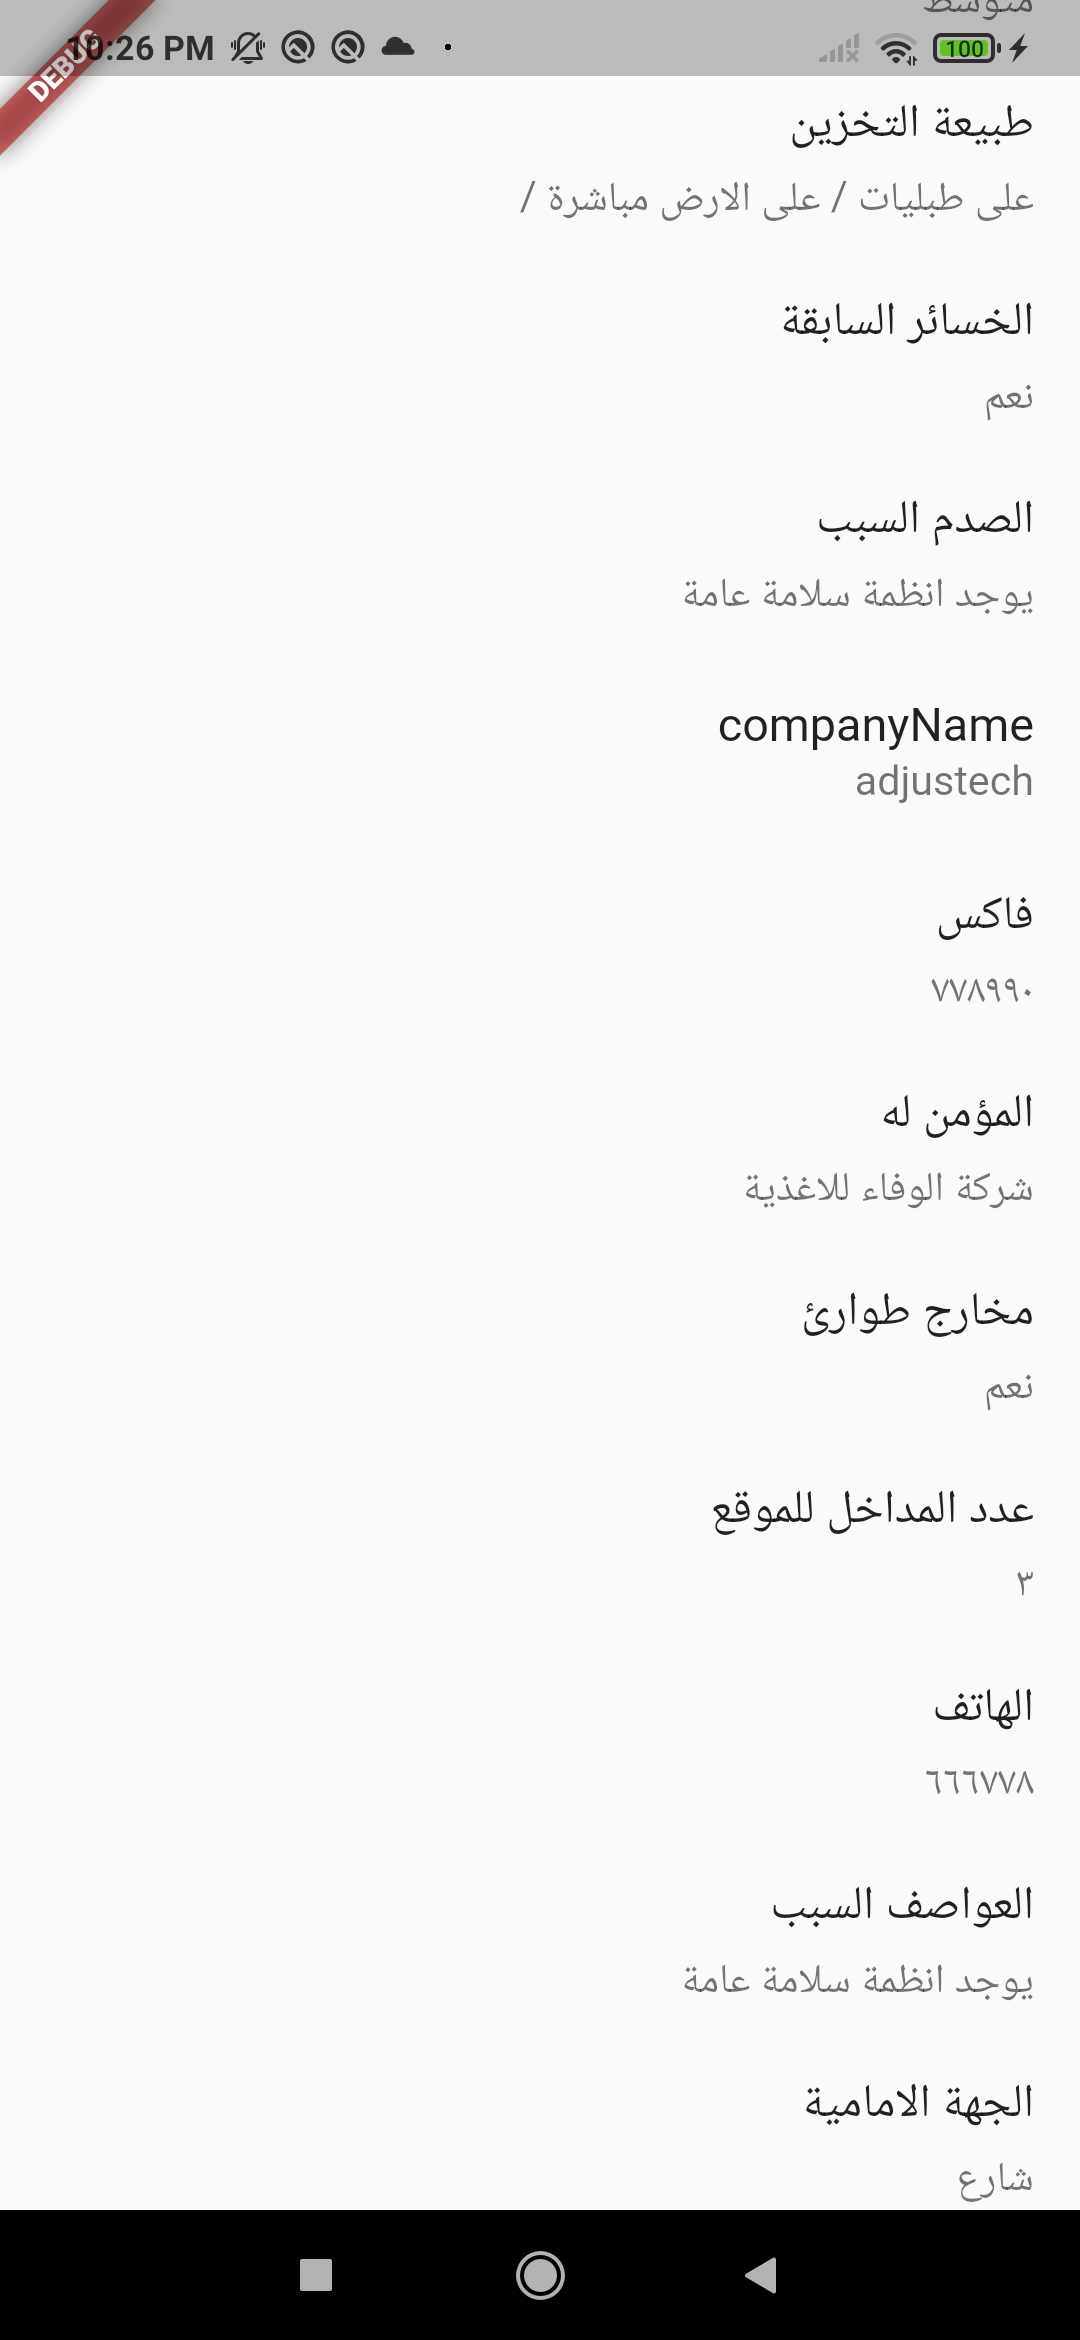 متوسط
10:26 PM
100
DEBUG
طبيعة التخزين
على طبليات / على الارض مباشرة /
الخسائر السابقة
نعم
الصدم السبب
يوجد انظمة سلامة عامة
companyName
adjustech
فاكس
٧٧٨٩٩٠
المؤمن له
شركة الوفاء للاغذية
مخارج طوارئ
نعم
عدد المداخل للموقع
٣
الهاتف
٦٦٦٧٧٨
العواصف السبب
يوجد انظمة سلامة عامة
الجهة الامامية
شارع